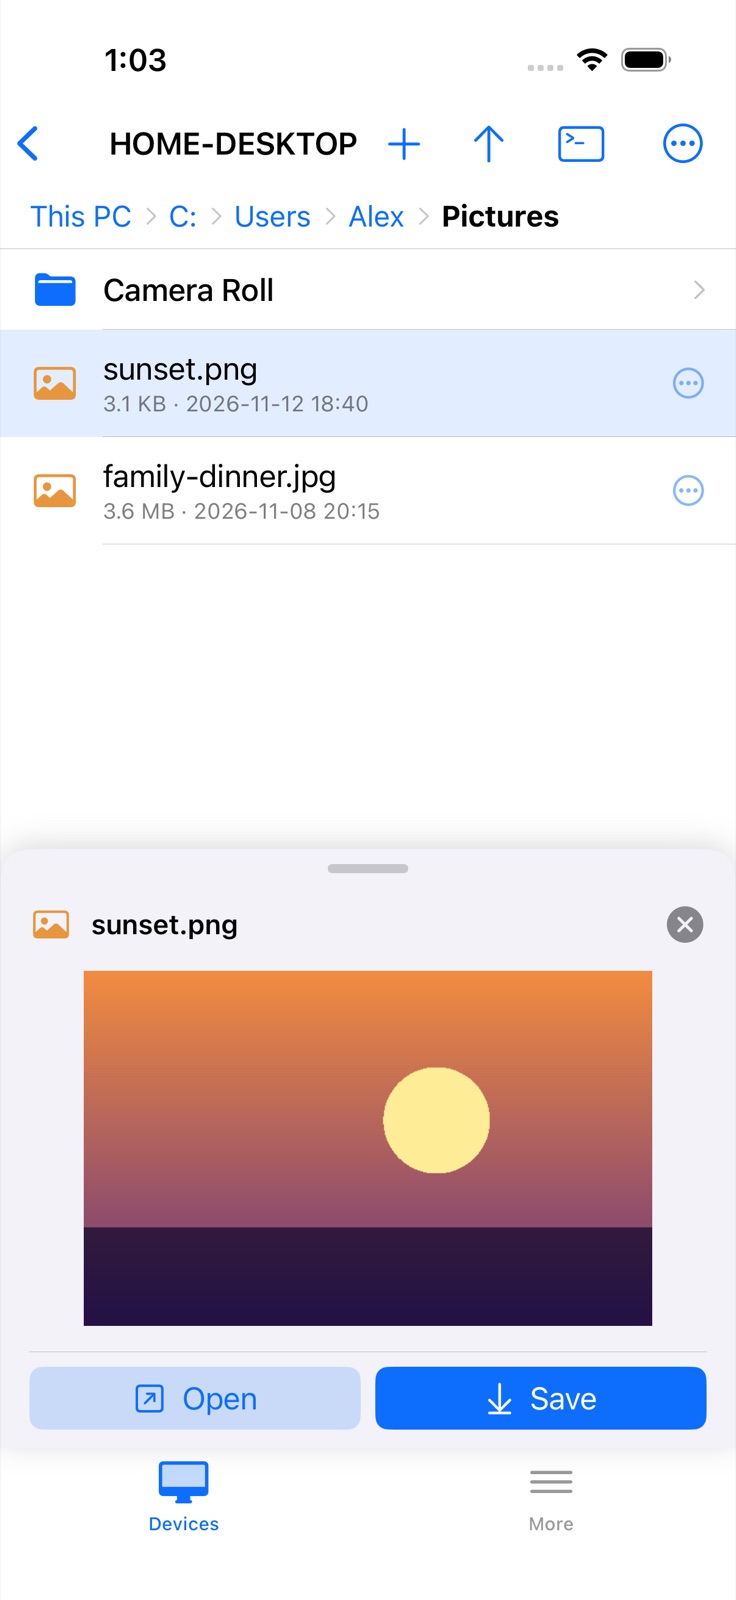 1:03
HOME-DESKTOP
This PC > C: > Users > Alex > Pictures
Camera Roll
sunset.png
3.1 KB · 2026-11-12 18:40
family-dinner.jpg
3.6 MB · 2026-11-08 20:15
sunset.png
Open
Save
Devices
More